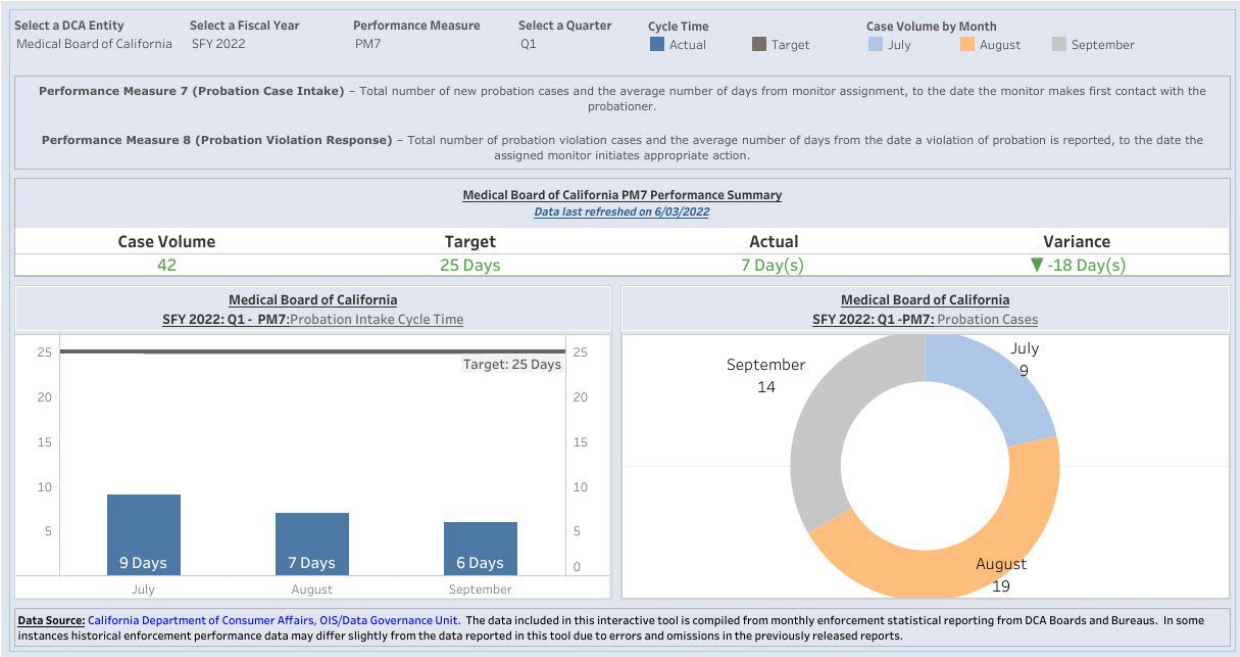 Select a DCA Entity
Medical Board of California
Select a Fiscal Year
SFY 2022
Performance Measure
PM7
Select a Quarter
Q1
Cycle Time
Actual
Target
Case Volume by Month
July
August
September
Performance Measure 7 (Probation Case Intake) – Total number of new probation cases and the average number of days from monitor assignment, to the date the monitor makes first contact with the
probationer.
Performance Measure 8 (Probation Violation Response) – Total number of probation violation cases and the average number of days from the date a violation of probation is reported, to the date the
assigned monitor initiates appropriate action.
Medical Board of California PM7 Performance Summary
Data last refreshed on 6/03/2022
Case Volume
Target
Actual
Variance
42
25 Days
7 Day(s)
▼ -18 Day(s)
Medical Board of California
SFY 2022: Q1 - PM7:Probation Intake Cycle Time
25
20
15
10
5
Target: 25 Days
25
20
15
10
5
0
9 Days
7 Days
6 Days
July
August
September
Medical Board of California
SFY 2022: Q1 -PM7: Probation Cases
July
9
September
14
August
19
Data Source: California Department of Consumer Affairs, OIS/Data Governance Unit. The data included in this interactive tool is compiled from monthly enforcement statistical reporting from DCA Boards and Bureaus. In some
instances historical enforcement performance data may differ slightly from the data reported in this tool due to errors and omissions in the previously released reports.